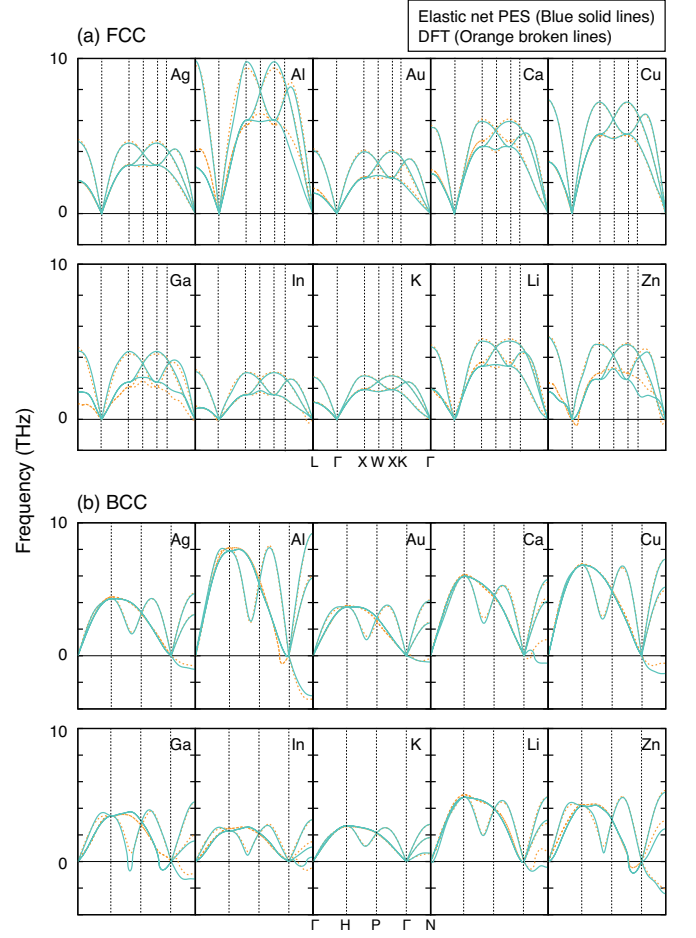 Elastic net PES (Blue solid lines)
DFT (Orange broken lines)
(a) FCC
10
0
Ag
Al
Au
Ca
Cu
10
0
Ga
In
K
Li
Zn
L Γ X W X K Γ
Frequency (THz)
(b) BCC
10
0
Ag
Al
Au
Ca
Cu
10
0
Ga
In
K
Li
Zn
Γ H P Γ N